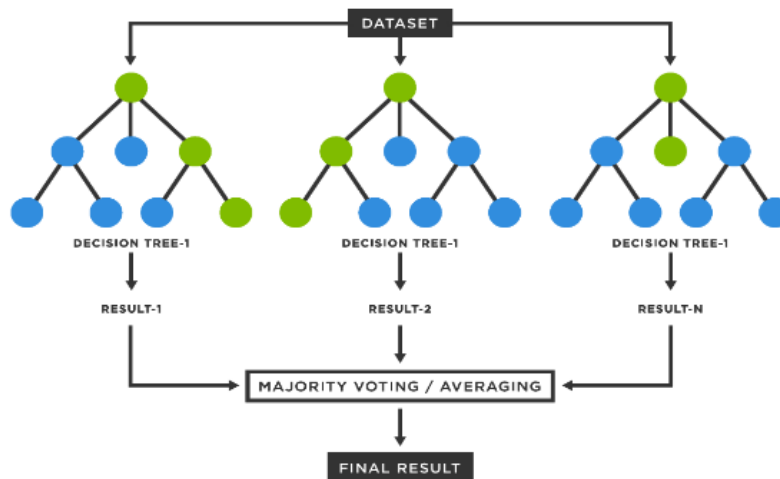 DATASET
DECISION TREE-1 DECISION TREE-1 DECISION TREE-1
RESULT-1 RESULT-2 RESULT-N
MAJORITY VOTING / AVERAGING
FINAL RESULT